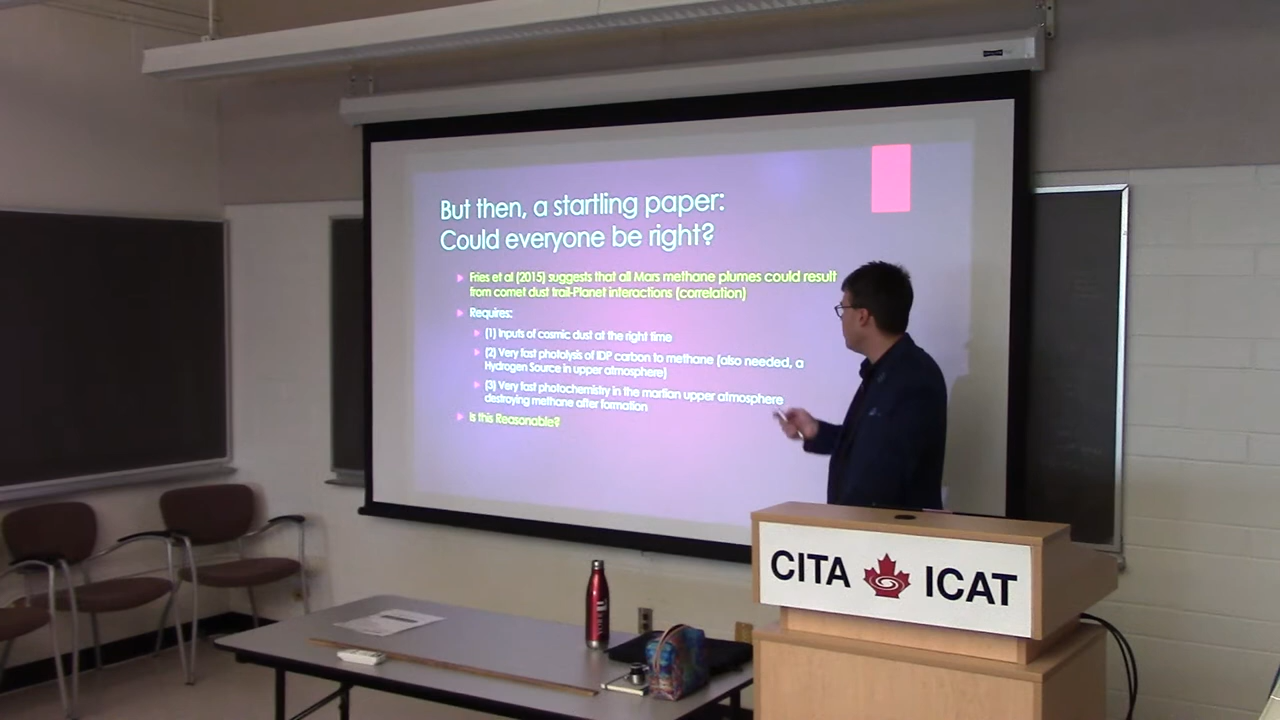 But then, a startling paper:
Could everyone be right?
Fries et al (2015) suggests that all Mars methane plumes could result
from comet dust trail-Planet interactions (correlation)
Requires:
(1) Inputs of cosmic dust at the right time
(2) Very fast photolysis of IDP carbon to methane (also needed, a
Hydrogen Source in upper atmosphere)
(3) Very fast photochemistry in the martian upper atmosphere
destroying methane after formation
Is this Reasonable?
CITA ICAT